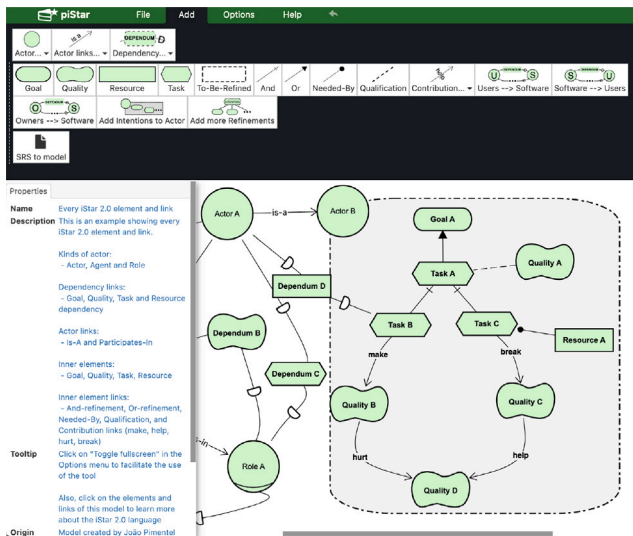 piStar File Add Options Help
is a
DEPENDUM
Actor... Actor links... Dependency...
help
DEPENDUM
U S
DEPENDUM
S U
Goal Quality Resource Task To-Be-Refined And Or Needed-By Qualification Contribution... Users --> Software Software --> Users
DEPENDUM
O S
Owners --> Software Add Intentions to Actor Add more Refinements
SRS to model
Properties
Name Every iStar 2.0 element and link
Description This is an example showing every
iStar 2.0 element and link.
Kinds of actor:
- Actor, Agent and Role
Dependency links:
- Goal, Quality, Task and Resource
dependency
Actor links:
- Is-A and Participates-In
Inner elements:
- Goal, Quality, Task, Resource
Inner element links:
- And-refinement, Or-refinement,
Needed-By, Qualification, and
Contribution links (make, help,
hurt, break)
Tooltip Click on "Toggle fullscreen" in the
Options menu to facilitate the use
of the tool
Also, click on the elements and
links of this model to learn more
about the iStar 2.0 language
Origin Model created by João Pimentel
Actor A
is-a
Actor B
Goal A
Task A
Quality A
Dependum D
Task B
Task C
Resource A
Dependum B
make
break
Dependum C
Quality B
Quality C
s-in
Role A
hurt
help
Quality D